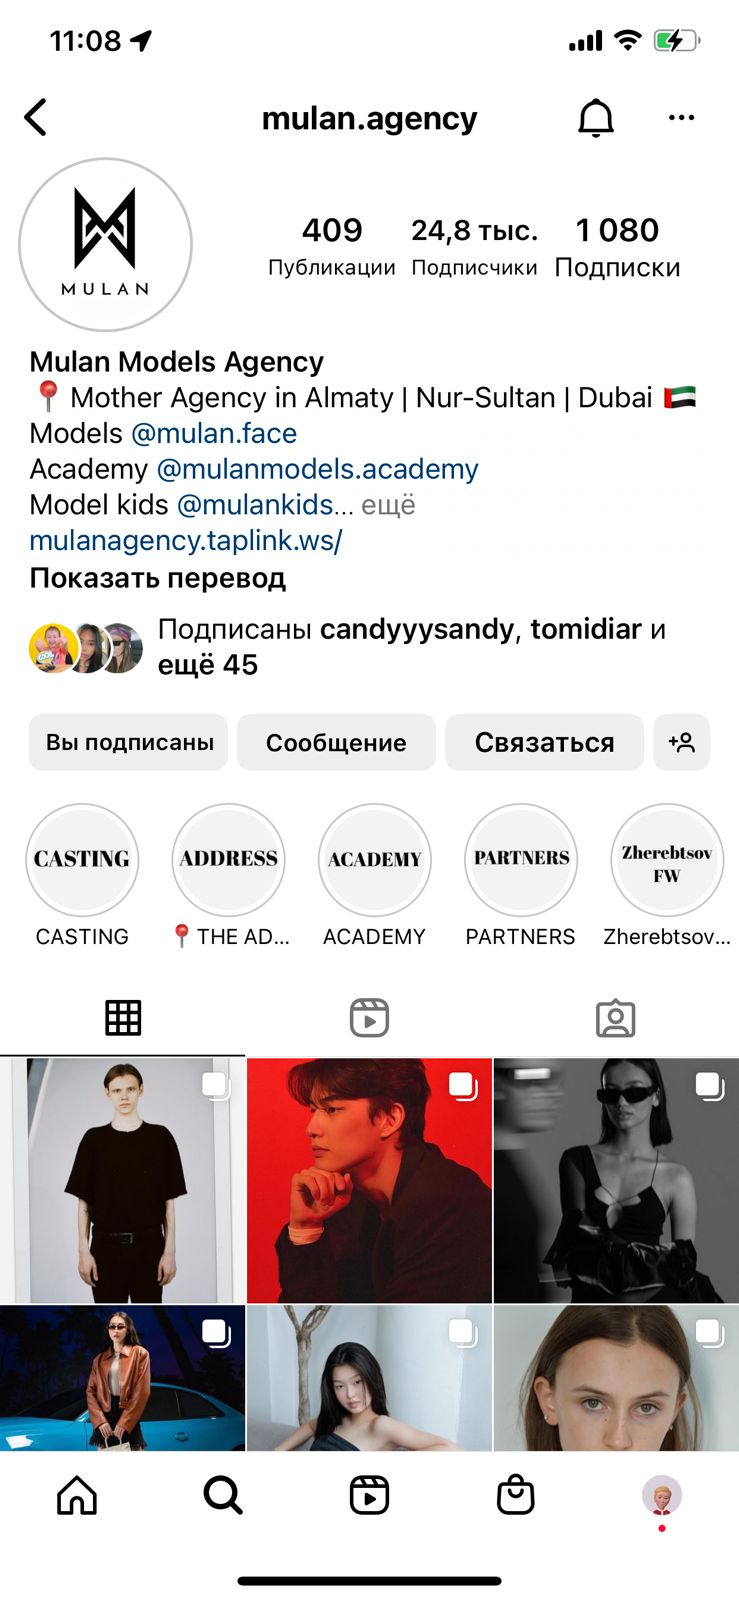 11:08
mulan.agency
MULAN
409
Публикации
24,8 тыс.
Подписчики
1 080
Подписки
Mulan Models Agency
📍 Mother Agency in Almaty | Nur-Sultan | Dubai 🇦🇪
Models @mulan.face
Academy @mulanmodels.academy
Model kids @mulankids... ещё
mulanagency.taplink.ws/
Показать перевод
Подписаны candyyysandy, tomidiar и
ещё 45
Вы подписаны
Сообщение
Связаться
CASTING
ADDRESS
ACADEMY
PARTNERS
Zherebtsov
FW
CASTING
📍 THE AD...
ACADEMY
PARTNERS
Zherebtsov...